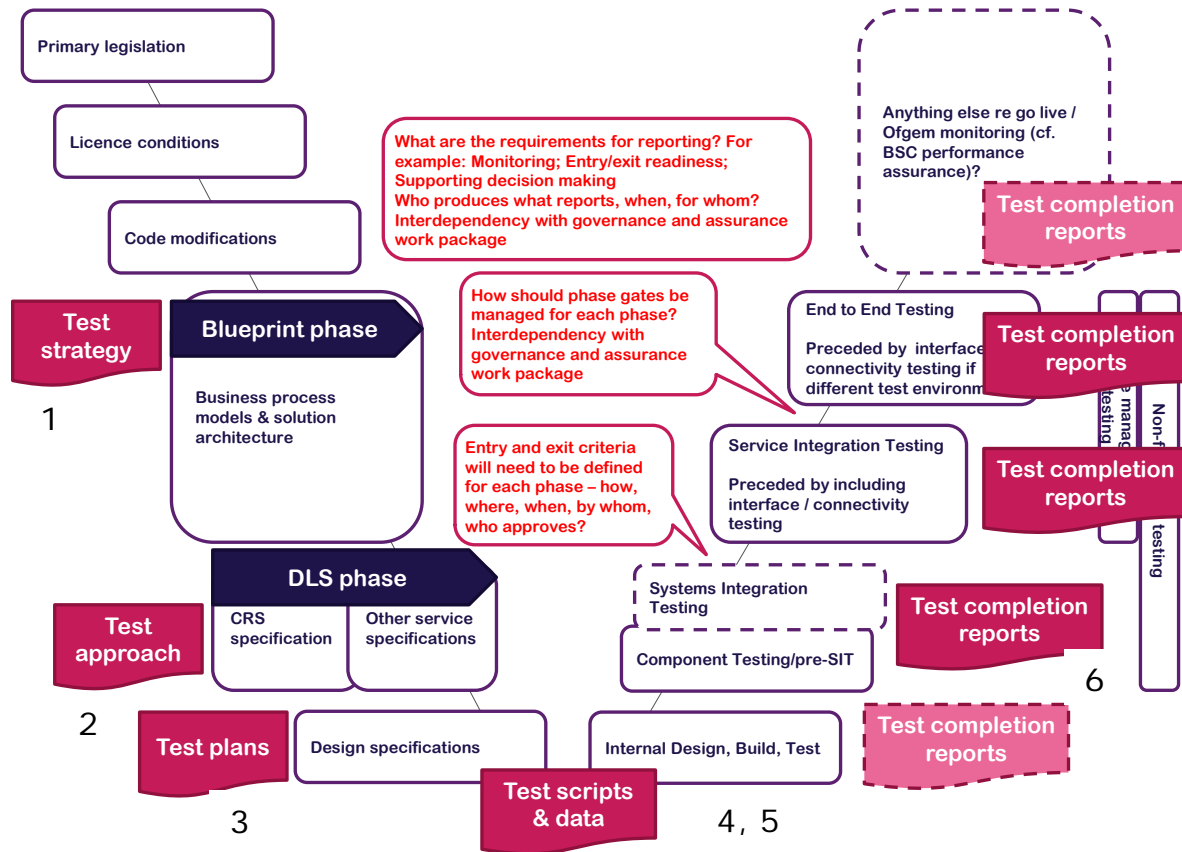 Primary legislation
Licence conditions
Code modifications
What are the requirements for reporting? For
example: Monitoring; Entry/exit readiness;
Supporting decision making
Who produces what reports, when, for whom?
Interdependency with governance and assurance
work package
Anything else re go live /
Ofgem monitoring (cf.
BSC performance
assurance)?
Test completion
reports
Test
strategy
1
Blueprint phase
Business process
models & solution
architecture
How should phase gates be
managed for each phase?
Interdependency with
governance and assurance
work package
End to End Testing
Preceded by interface
connectivity testing if
different test
Test completion
reports
testing
Non-
testing
Entry and exit criteria
will need to be defined
for each phase – how,
where, when, by whom,
who approves?
Service Integration Testing
Preceded by including
interface / connectivity
testing
Test completion
reports
DLS phase
CRS
specification
Other service
specifications
Test
approach
2
Systems Integration
Testing
Component Testing/pre-SIT
Test completion
reports
6
Test plans
3
Design specifications
Internal Design, Build, Test
Test completion
reports
Test scripts
& data
4, 5